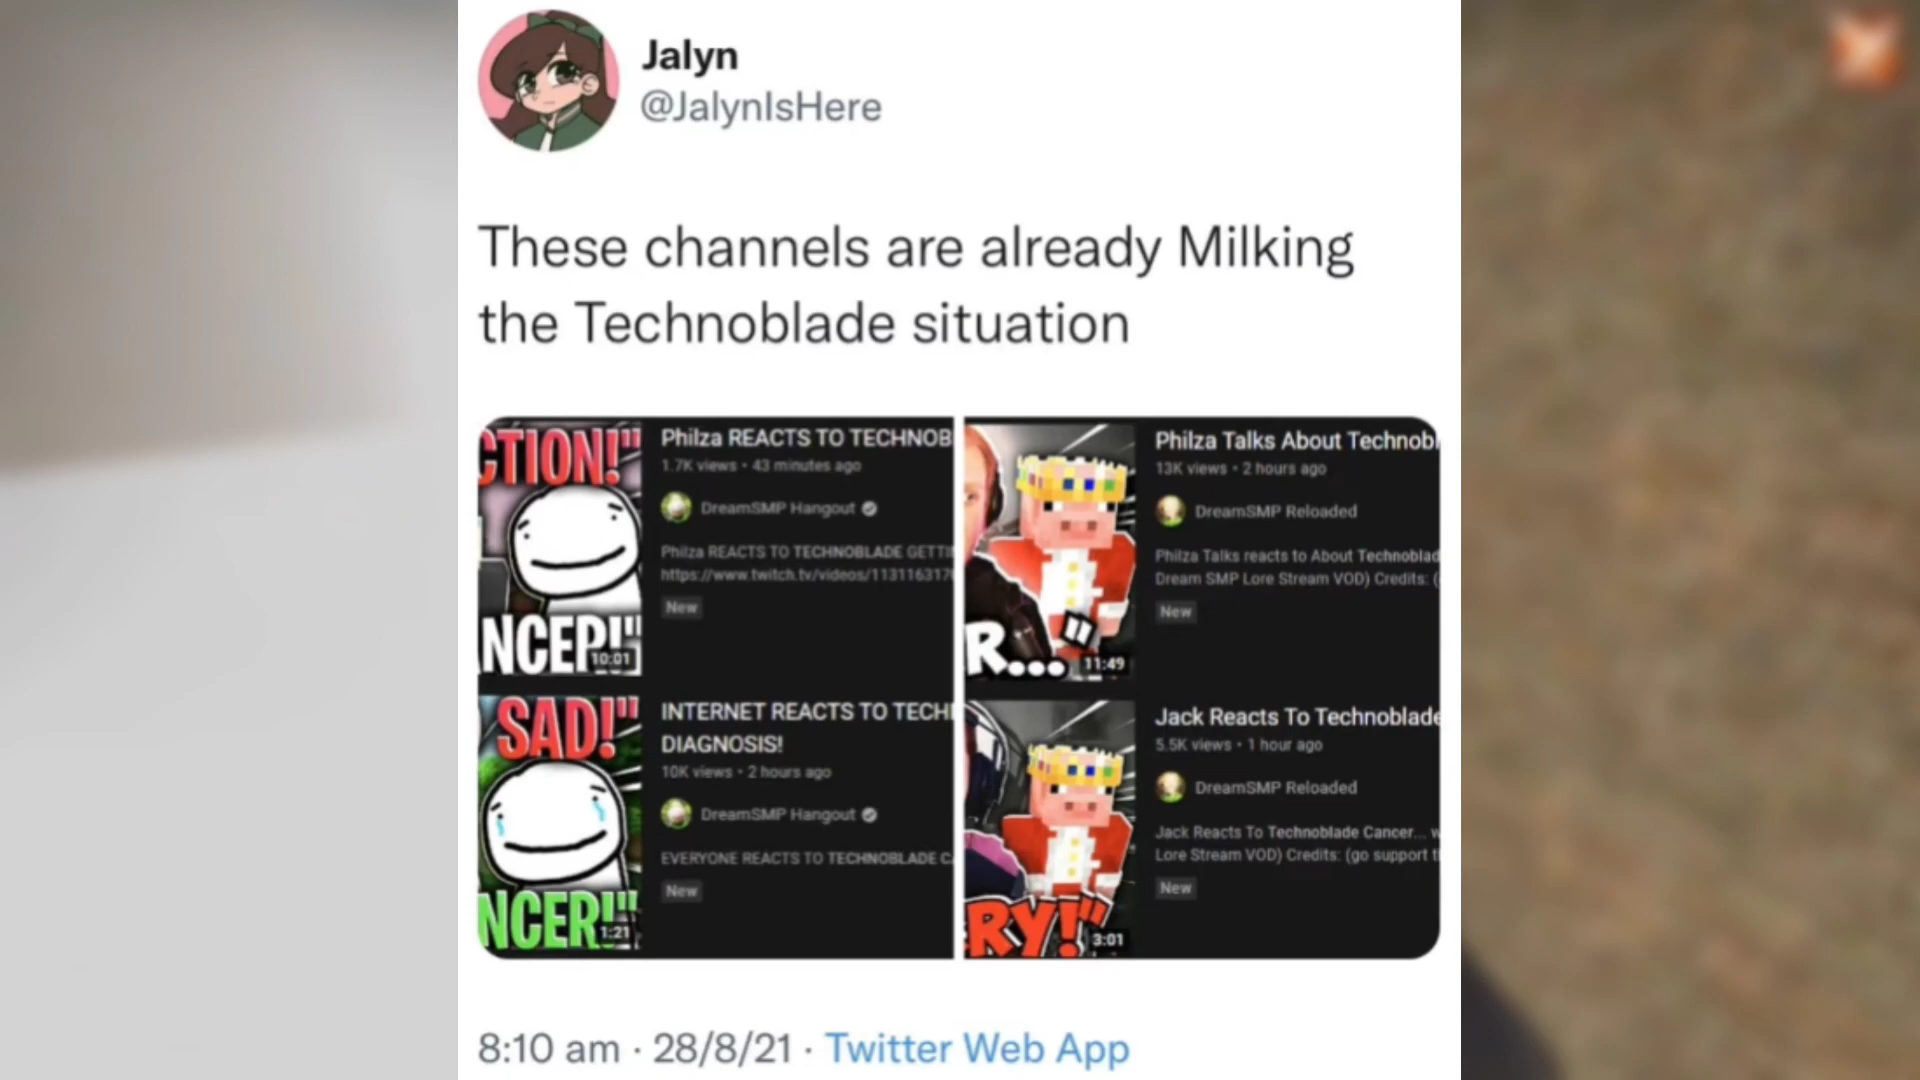 Jalyn
@JalynIsHere
These channels are already Milking
the Technoblade situation
CTION!"
NCER!"
10:01
Philza REACTS TO TECHNOB
1.7K views • 43 minutes ago
DreamSMP Hangout
Philza REACTS TO TECHNOBLADE GETTI
https://www.twitch.tv/videos/113116317
New
SAD!"
NCER!"
1:21
INTERNET REACTS TO TECH
DIAGNOSIS!
10K views • 2 hours ago
DreamSMP Hangout
EVERYONE REACTS TO TECHNOBLADE CA
New
R..."
11:49
Philza Talks About Technobl
13K views • 2 hours ago
DreamSMP Reloaded
Philza Talks reacts to About Technoblad
Dream SMP Lore Stream VOD) Credits: (
New
RY!"
3:01
Jack Reacts To Technoblade
5.5K views • 1 hour ago
DreamSMP Reloaded
Jack Reacts To Technoblade Cancer... w
Lore Stream VOD) Credits: (go support t
New
8:10 am · 28/8/21 · Twitter Web App